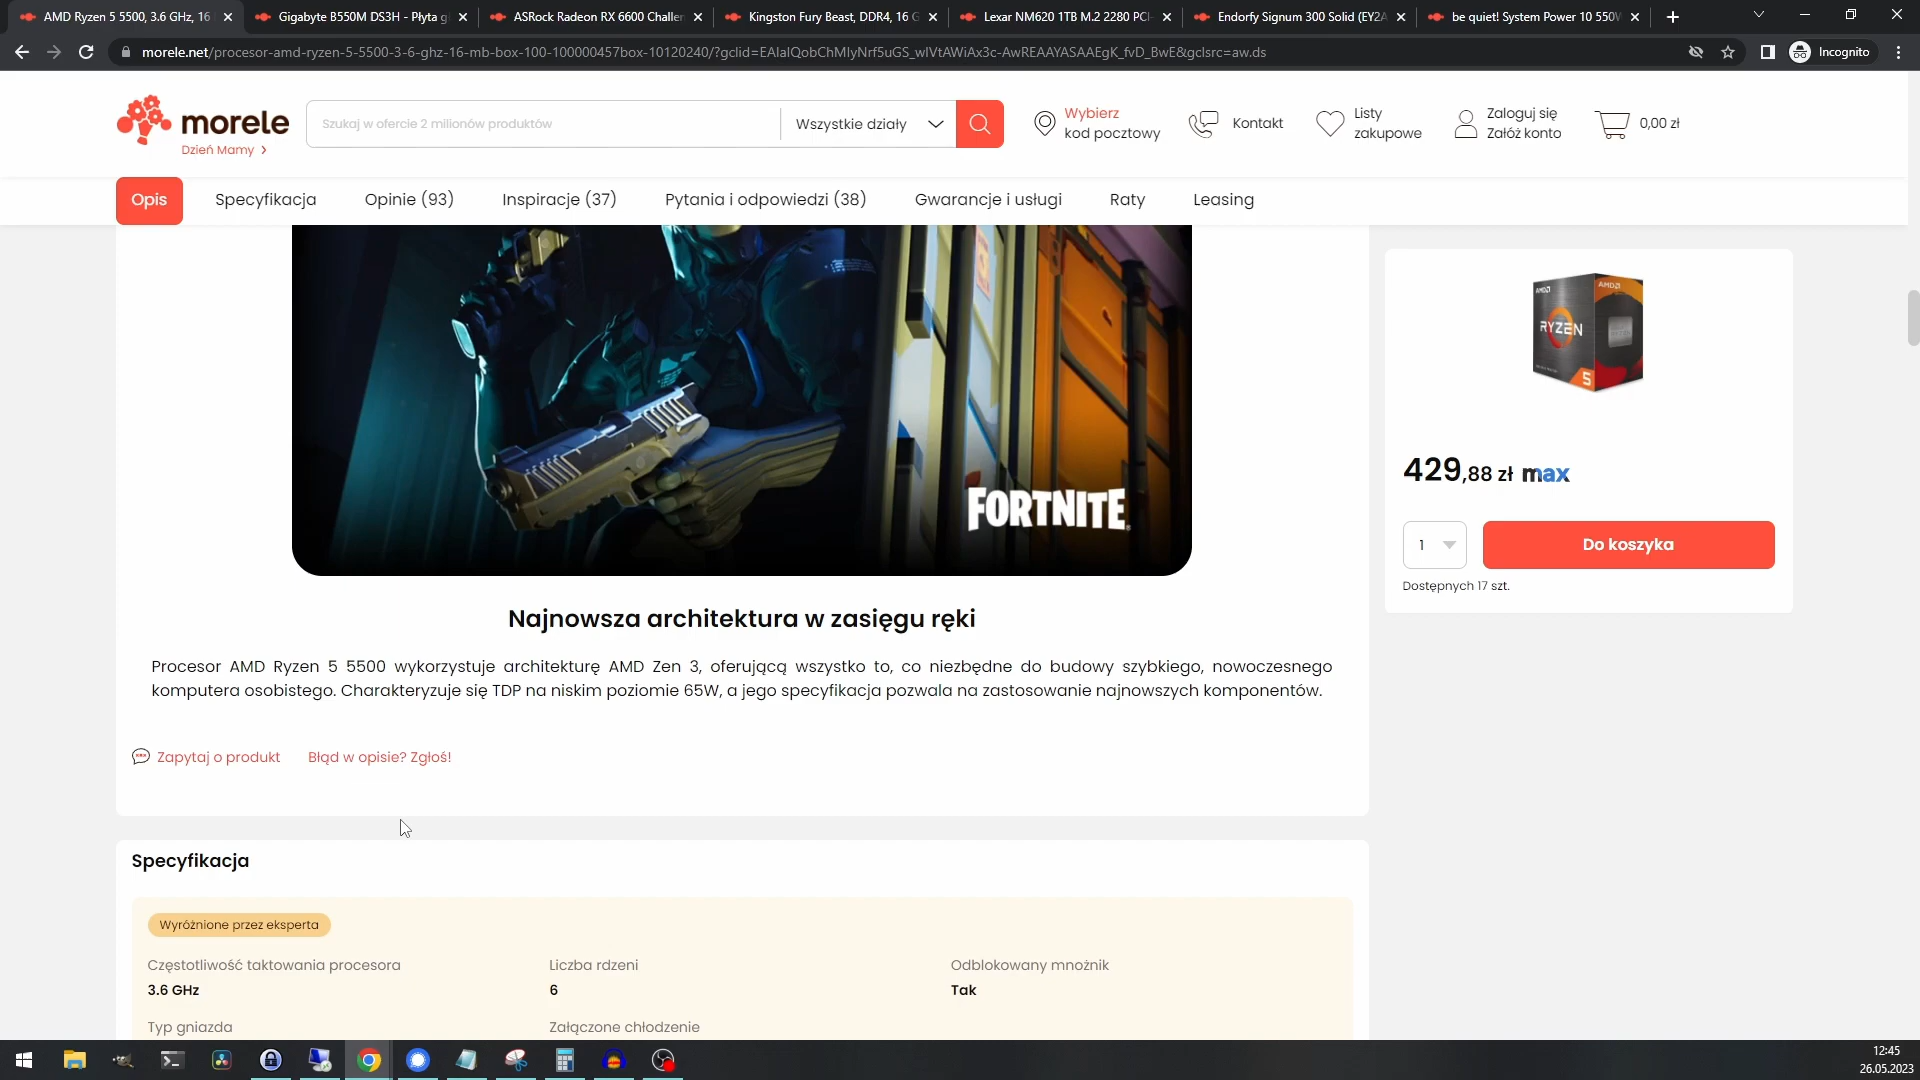 AMD Ryzen 5 5500, 3.6 GHz, 16
Gigabyte B550M DS3H - Płyta g
ASRock Radeon RX 6600 Challen
Kingston Fury Beast, DDR4, 16 G
Lexar NM620 1TB M.2 2280 PCI-
Endorfy Signum 300 Solid (EY2A
be quiet! System Power 10 550W
morele.net/procesor-amd-ryzen-5-5500-3-6-ghz-16-mb-box-100-100000457box-10120240/?gclid=EAIaIQobChMIyNrf5uGS_wIVtAWiAx3c-AwREAAYASAAEgK_fvD_BwE&gclsrc=aw.ds
Incognito
morele
Dzień Mamy >
Szukaj w ofercie 2 milionów produktów
Wszystkie działy
Wybierz
kod pocztowy
Kontakt
Listy
zakupowe
Zaloguj się
Załóż konto
0,00 zł
Opis
Specyfikacja
Opinie (93)
Inspiracje (37)
Pytania i odpowiedzi (38)
Gwarancje i usługi
Raty
Leasing
FORTNITE
AMD
AMD
RYZEN
5
429,88 zł max
1
Do koszyka
Dostępnych 17 szt.
Najnowsza architektura w zasięgu ręki
Procesor AMD Ryzen 5 5500 wykorzystuje architekturę AMD Zen 3, oferującą wszystko to, co niezbędne do budowy szybkiego, nowoczesnego
komputera osobistego. Charakteryzuje się TDP na niskim poziomie 65W, a jego specyfikacja pozwala na zastosowanie najnowszych komponentów.
Zapytaj o produkt
Błąd w opisie? Zgłoś!
Specyfikacja
Wyróżnione przez eksperta
Częstotliwość taktowania procesora
Liczba rdzeni
Odblokowany mnożnik
3.6 GHz
6
Tak
Typ gniazda
Załączone chłodzenie
12:45
26.05.2023